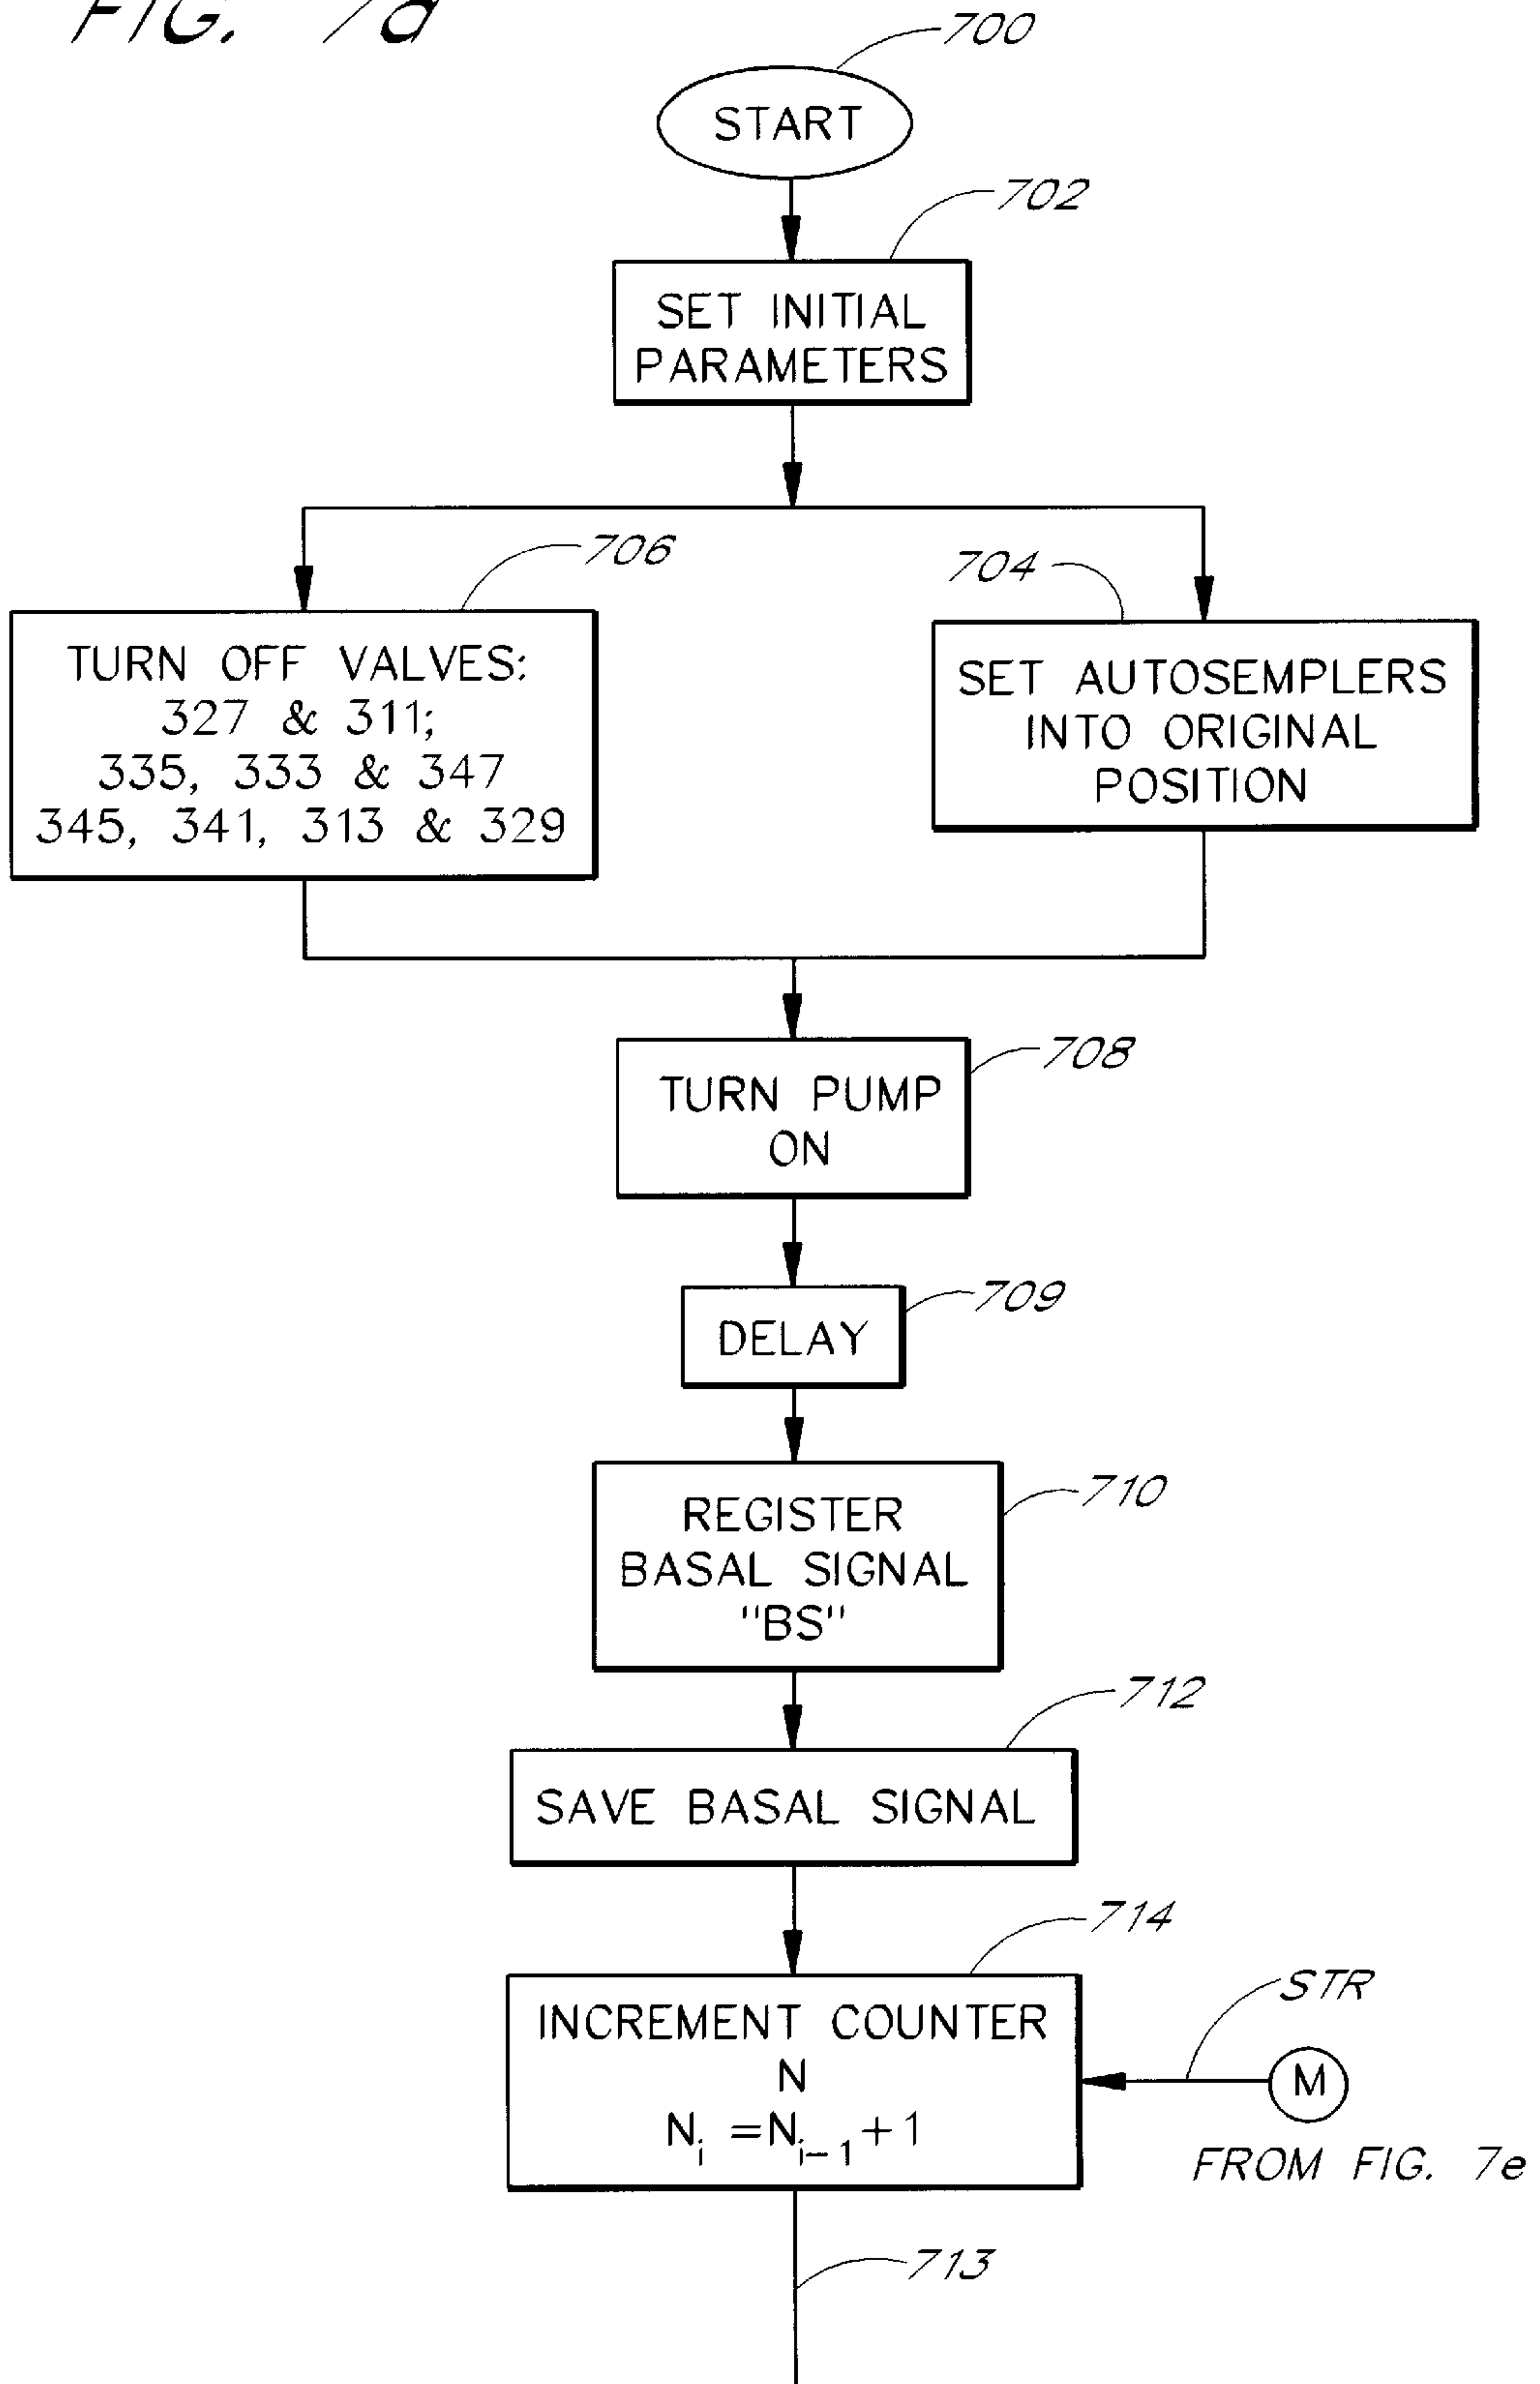 FIG. 7a
700
START
702
SET INITIAL
PARAMETERS
706
704
TURN OFF VALVES:
327 & 311;
335, 333 & 347
345, 341, 313 & 329
SET AUTOSEMPLERS
INTO ORIGINAL
POSITION
708
TURN PUMP
ON
709
DELAY
710
REGISTER
BASAL SIGNAL
"BS"
712
SAVE BASAL SIGNAL
714
INCREMENT COUNTER
N
N_i = N_{i-1} + 1
STR
M
FROM FIG. 7e
713